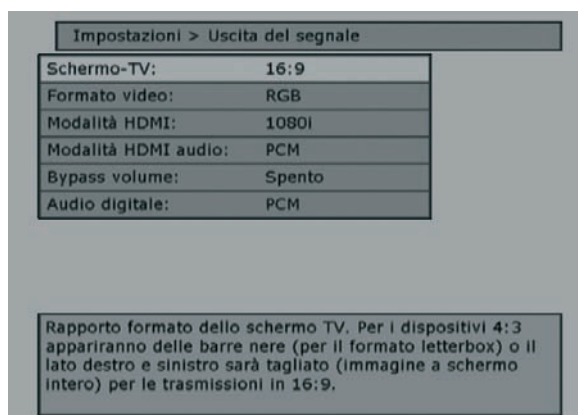 Impostazioni > Uscita del segnale
Schermo-TV: 16:9
Formato video: RGB
Modalità HDMI: 1080i
Modalità HDMI audio: PCM
Bypass volume: Spento
Audio digitale: PCM
Rapporto formato dello schermo TV. Per i dispositivi 4:3
appariranno delle barre nere (per il formato letterbox) o il
lato destro e sinistro sarà tagliato (immagine a schermo
intero) per le trasmissioni in 16:9.